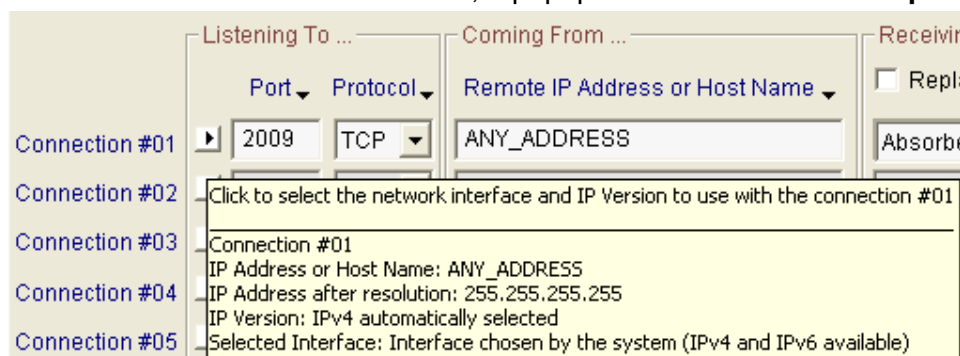 Listening To ... Coming From ...
Port Protocol Remote IP Address or Host Name
Connection #01 2009 TCP ANY_ADDRESS
Connection #02 Click to select the network interface and IP Version to use with the connection #01
Connection #03 Connection #01
IP Address or Host Name: ANY_ADDRESS
Connection #04 IP Address after resolution: 255.255.255.255
IP Version: IPv4 automatically selected
Connection #05 Selected Interface: Interface chosen by the system (IPv4 and IPv6 available)